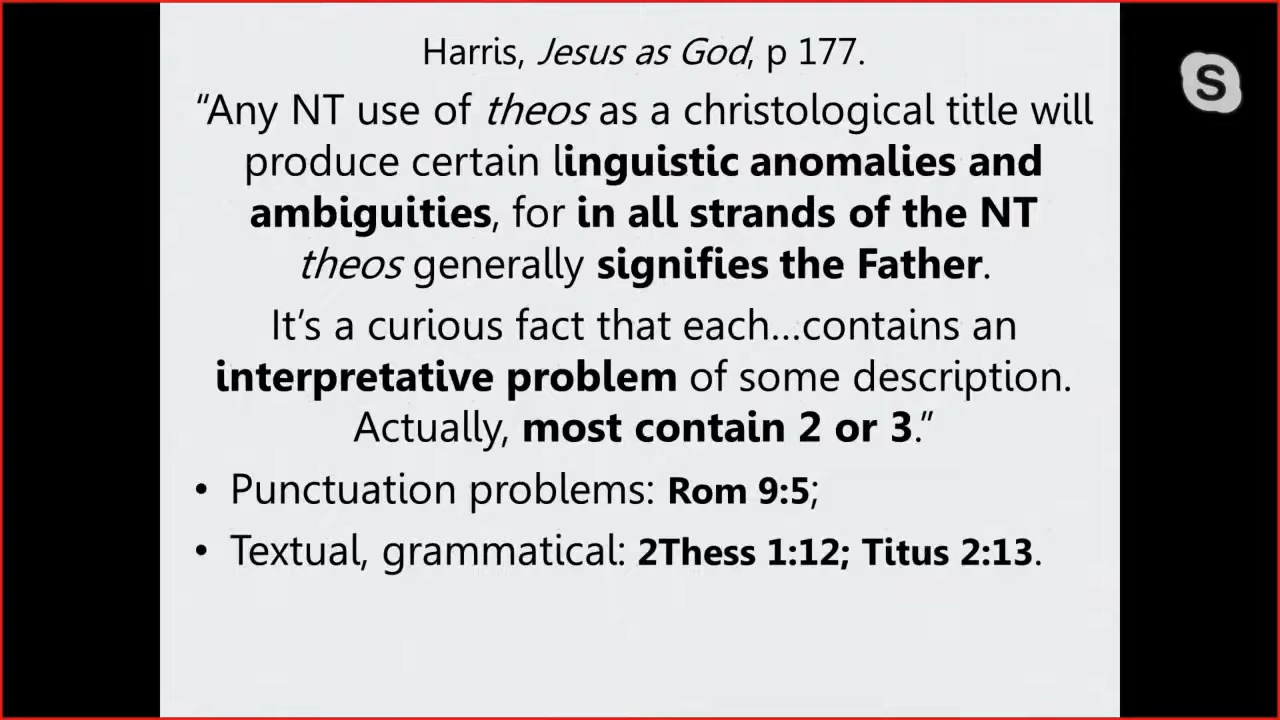 Harris, Jesus as God, p 177.
“Any NT use of theos as a christological title will
produce certain linguistic anomalies and
ambiguities, for in all strands of the NT
theos generally signifies the Father.
It’s a curious fact that each...contains an
interpretative problem of some description.
Actually, most contain 2 or 3.”
• Punctuation problems: Rom 9:5;
• Textual, grammatical: 2Thess 1:12; Titus 2:13.
S